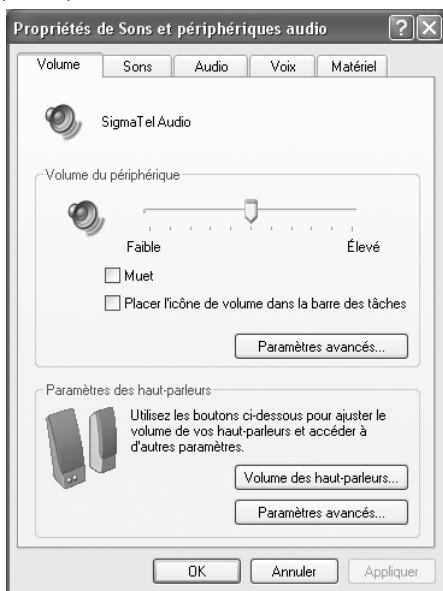 Propriétés de Sons et périphériques audio
Volume Sons Audio Voix Matériel
SigmaTel Audio
Volume du périphérique
Faible Élevé
Muet
Placer l'icône de volume dans la barre des tâches
Paramètres avancés...
Paramètres des haut-parleurs
Utilisez les boutons ci-dessous pour ajuster le
volume de vos haut-parleurs et accéder à
d'autres paramètres.
Volume des haut-parleurs...
Paramètres avancés...
OK Annuler Appliquer